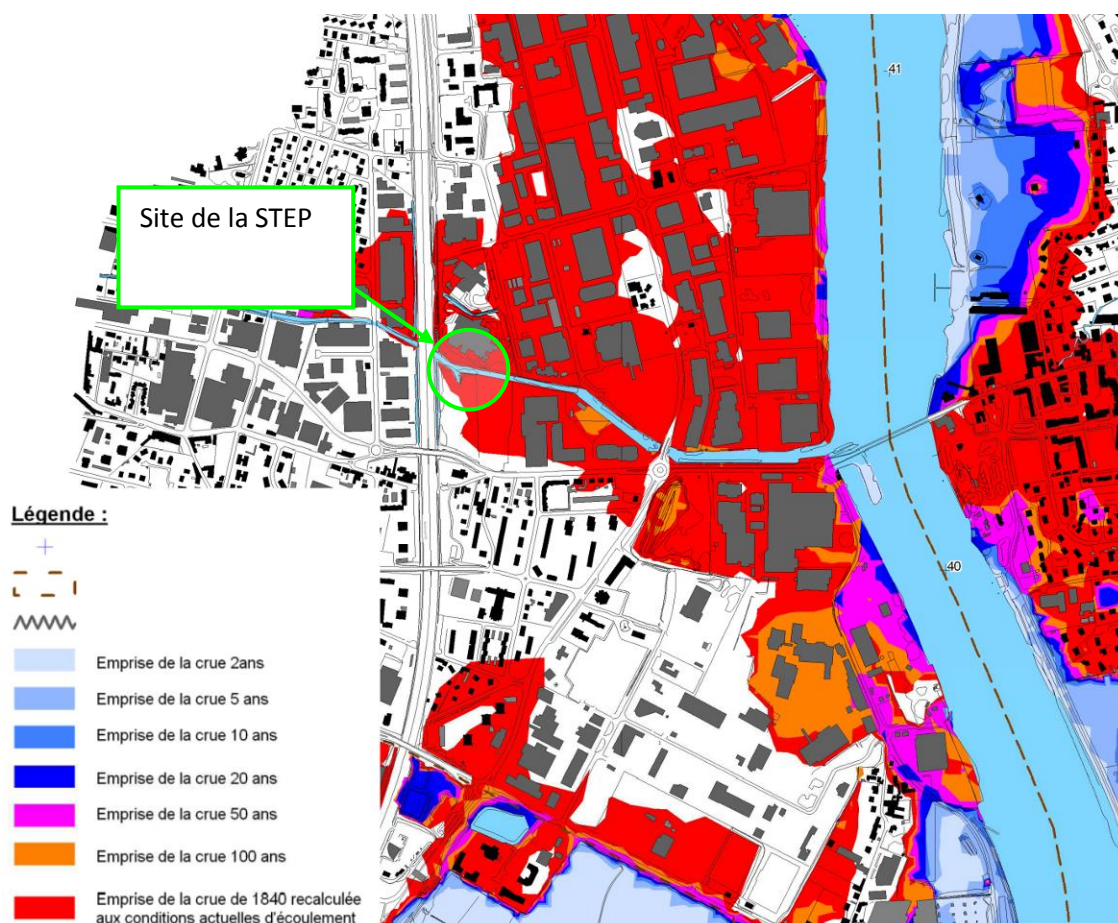 41
Site de la STEP
40
Légende :
Emprise de la crue 2ans
Emprise de la crue 5 ans
Emprise de la crue 10 ans
Emprise de la crue 20 ans
Emprise de la crue 50 ans
Emprise de la crue 100 ans
Emprise de la crue de 1840 recalculée
aux conditions actuelles d'écoulement